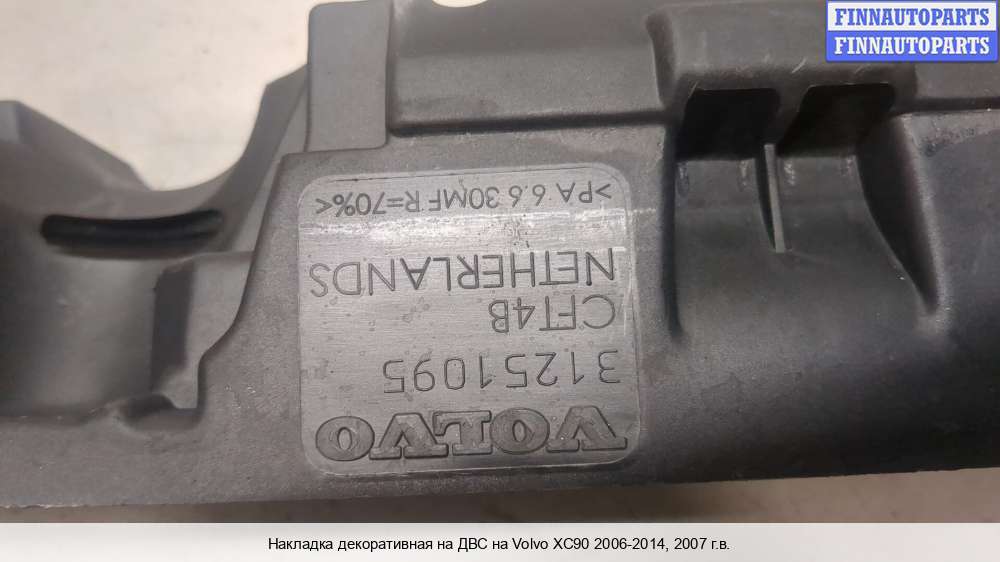 FINNAUTOPARTS
FINNAUTOPARTS
VOLVO
31251095
CFT4B
NETHERLANDS
>PA 6.6 30MF R=70%<
Накладка декоративная на ДВС на Volvo XC90 2006-2014, 2007 г.в.